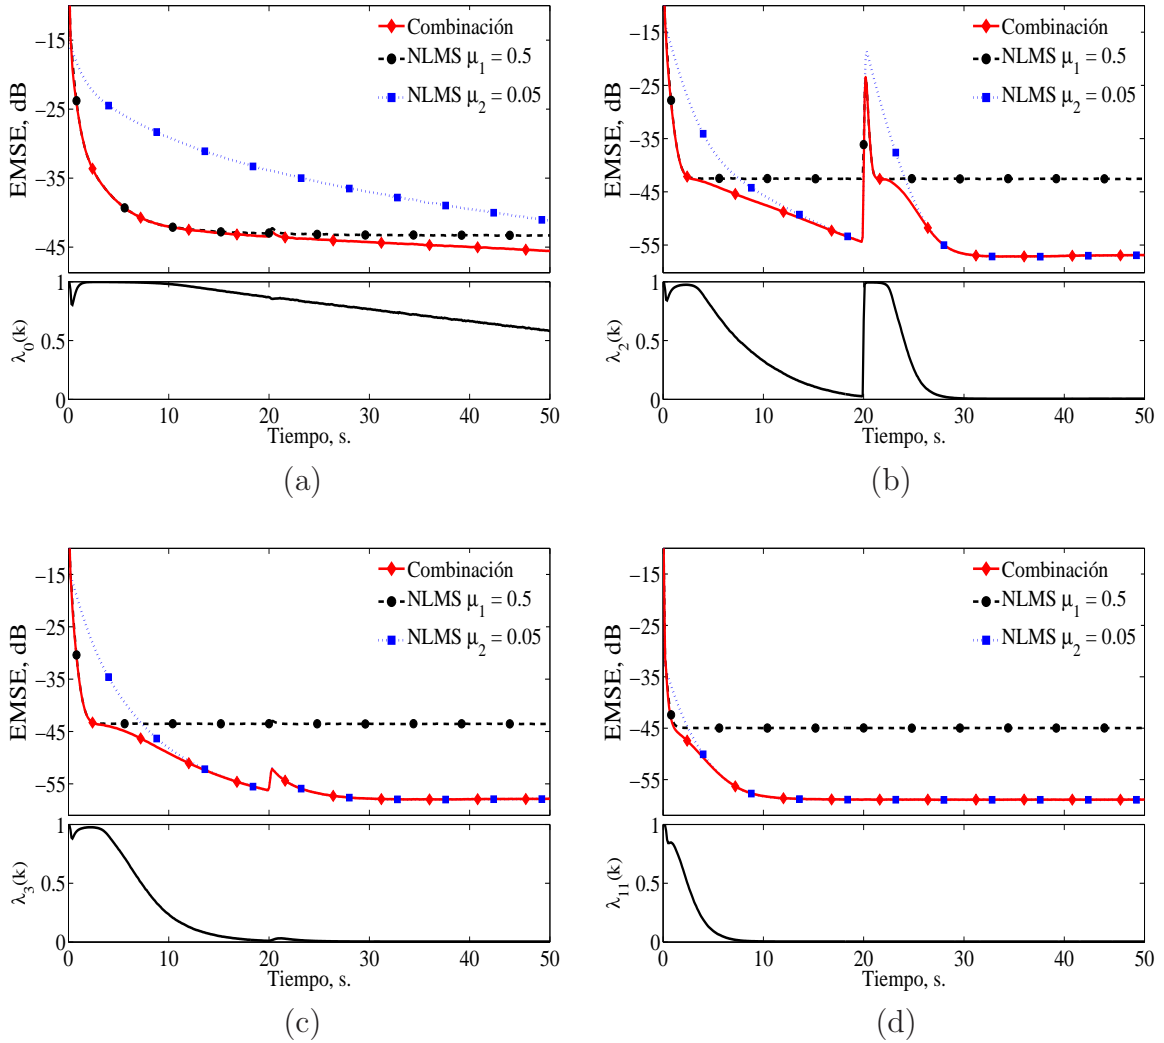 −15
−25
−35
−45
EMSE, dB
Combinación
NLMS μ1 = 0.5
NLMS μ2 = 0.05
1
0.5
0
λ0(k)
0 10 20 30 40 50
Tiempo, s.
(a)
−15
−25
−35
−45
−55
EMSE, dB
Combinación
NLMS μ1 = 0.5
NLMS μ2 = 0.05
1
0.5
0
λ2(k)
0 10 20 30 40 50
Tiempo, s.
(b)
−15
−25
−35
−45
−55
EMSE, dB
Combinación
NLMS μ1 = 0.5
NLMS μ2 = 0.05
1
0.5
0
λ3(k)
0 10 20 30 40 50
Tiempo, s.
(c)
−15
−25
−35
−45
−55
EMSE, dB
Combinación
NLMS μ1 = 0.5
NLMS μ2 = 0.05
1
0.5
0
λ11(k)
0 10 20 30 40 50
Tiempo, s.
(d)